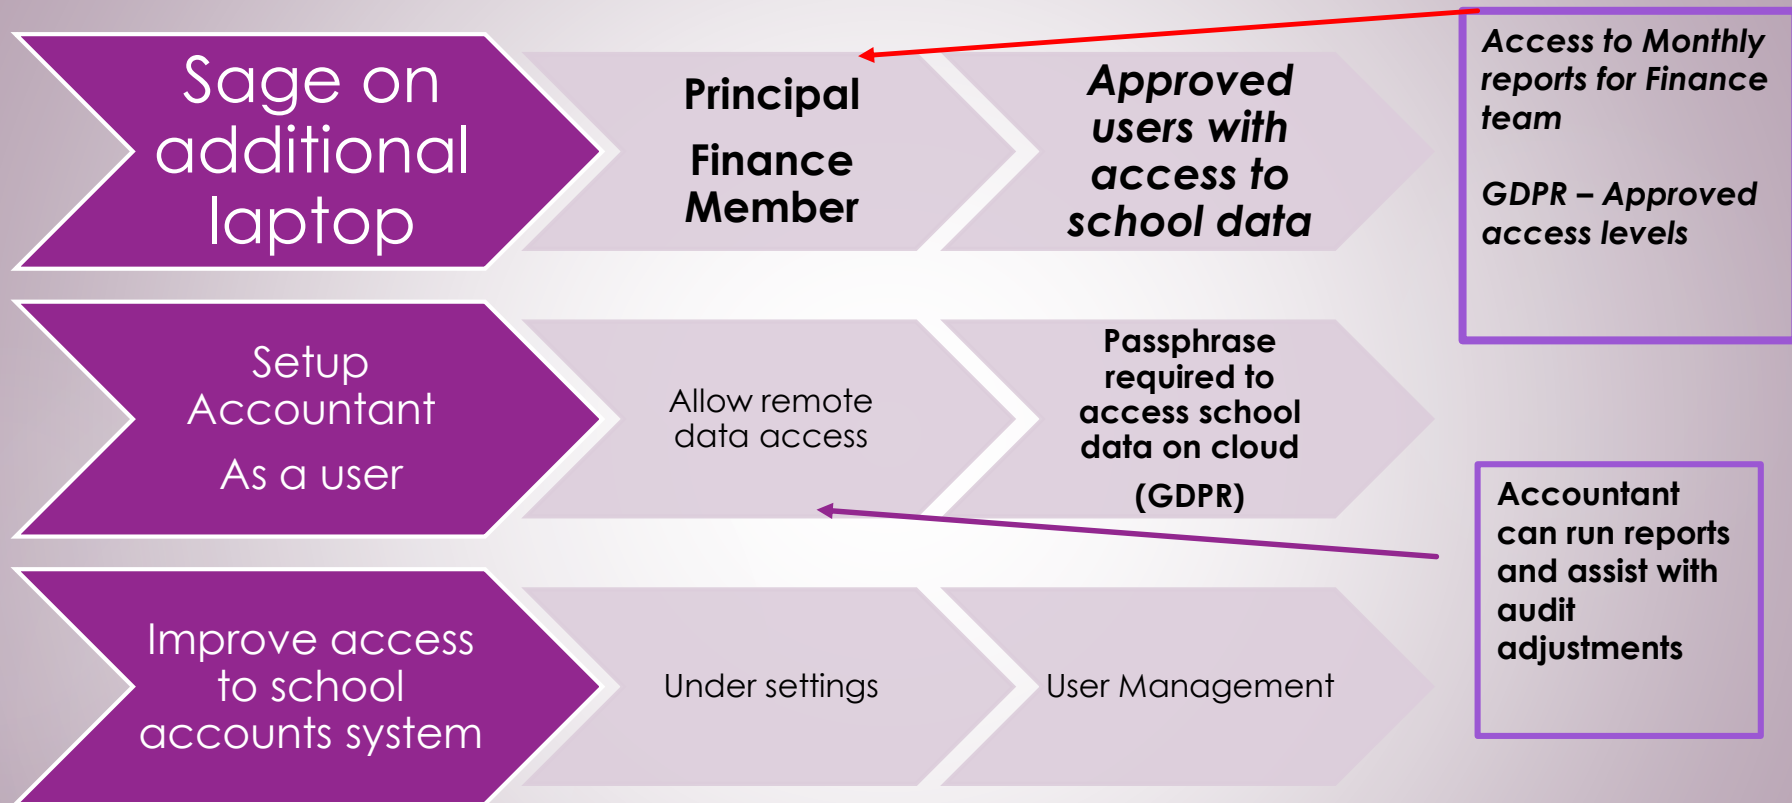 Sage on
additional
laptop
Principal
Finance
Member
Approved
users with
access to
school data
Access to Monthly
reports for Finance
team
GDPR – Approved
access levels
Setup
Accountant
As a user
Allow remote
data access
Passphrase
required to
access school
data on cloud
(GDPR)
Accountant
can run reports
and assist with
audit
adjustments
Improve access
to school
accounts system
Under settings
User Management